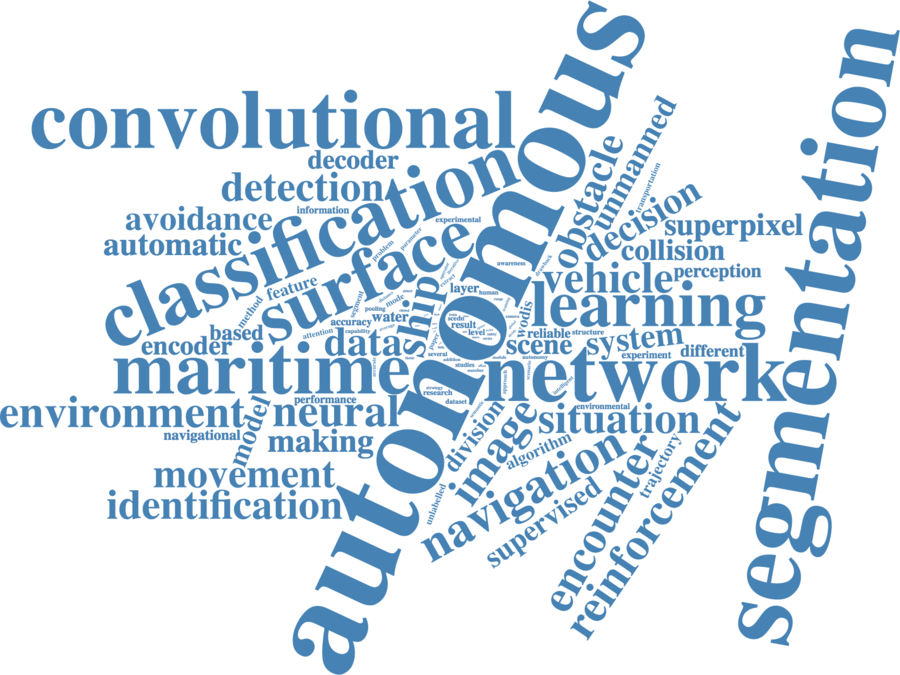 autonomous
segmentation
convolutional
decoder
detection
unmanned
transportation
obstacle
classification
information
avoidance
experimental
decision
superpixel
automatic
surface
problem
parameter
collision
awareness
vehicle
perception
feature
method
layer
human
mode
learning
ship
pooling
water
wodis
accuracy
capability
attention
based
result
level
reliable
structure
encoder
data
scene
system
experiment
different
several
autonomy
maritime
network
studies
strategy
research
performance
dataset
environment
neural
model
environmental
situation
navigational
making
division
image
algorithm
movement
navigation
trajectory
identification
unlabelled
supervised
encounter
reinforcement